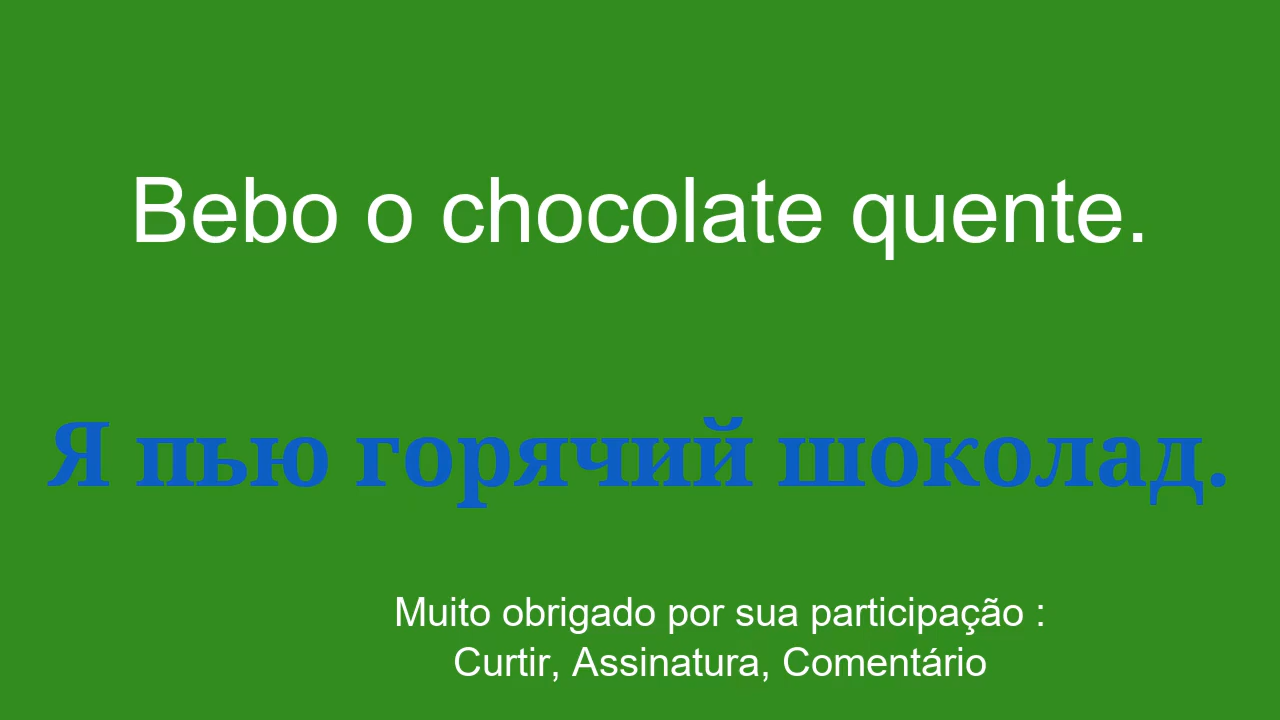 Bebo o chocolate quente.
Я пью горячий шоколад.
Muito obrigado por sua participação :
Curtir, Assinatura, Comentário